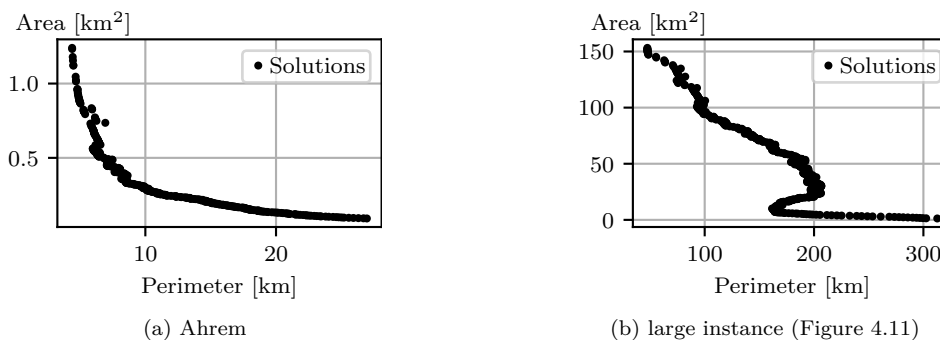 Area [km²]
Solutions
1.0
0.5
10
20
Perimeter [km]
(a) Ahrem
Area [km²]
Solutions
150
100
50
0
100
200
300
Perimeter [km]
(b) large instance (Figure 4.11)